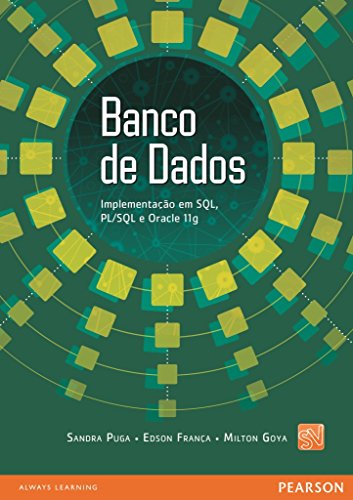 Banco
de Dados
Implementação em SQL,
PL/SQL e Oracle 11g
Sandra Puga • Edson França • Milton Goya
SV
ALWAYS LEARNING
PEARSON